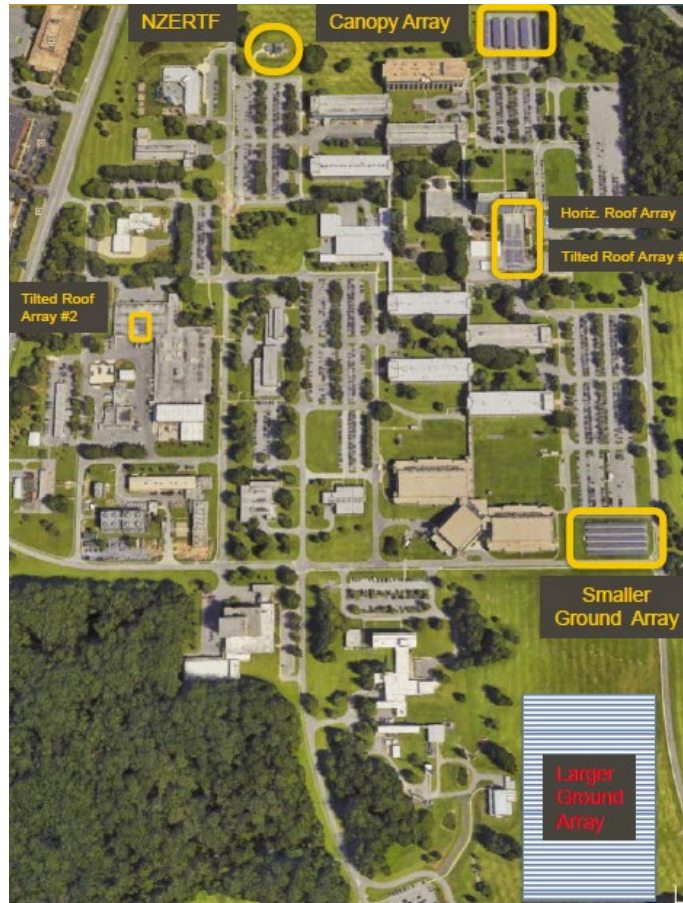 NZERTF
Canopy Array
Horiz. Roof Array
Tilted Roof Array #
Tilted Roof
Array #2
Smaller
Ground Array
Larger
Ground
Array